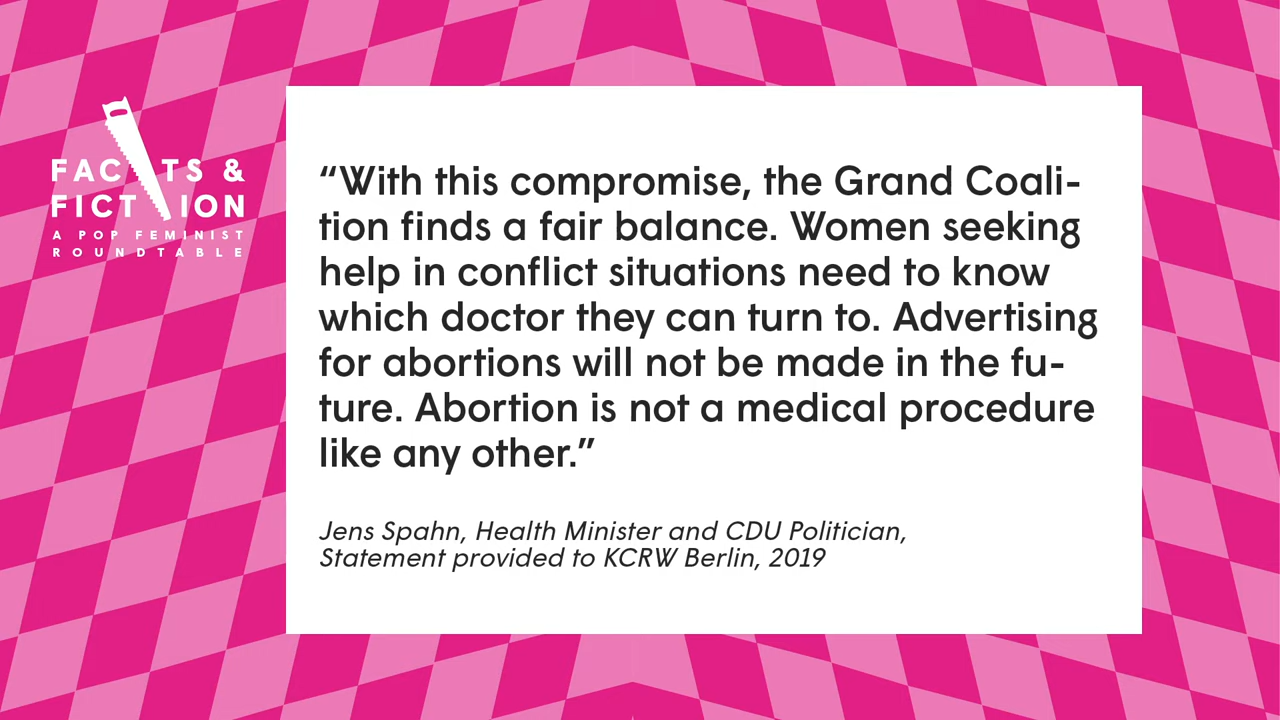 FACTS &
FICTION
A POP FEMINIST
ROUNDTABLE
“With this compromise, the Grand Coali-
tion finds a fair balance. Women seeking
help in conflict situations need to know
which doctor they can turn to. Advertising
for abortions will not be made in the fu-
ture. Abortion is not a medical procedure
like any other.”
Jens Spahn, Health Minister and CDU Politician,
Statement provided to KCRW Berlin, 2019